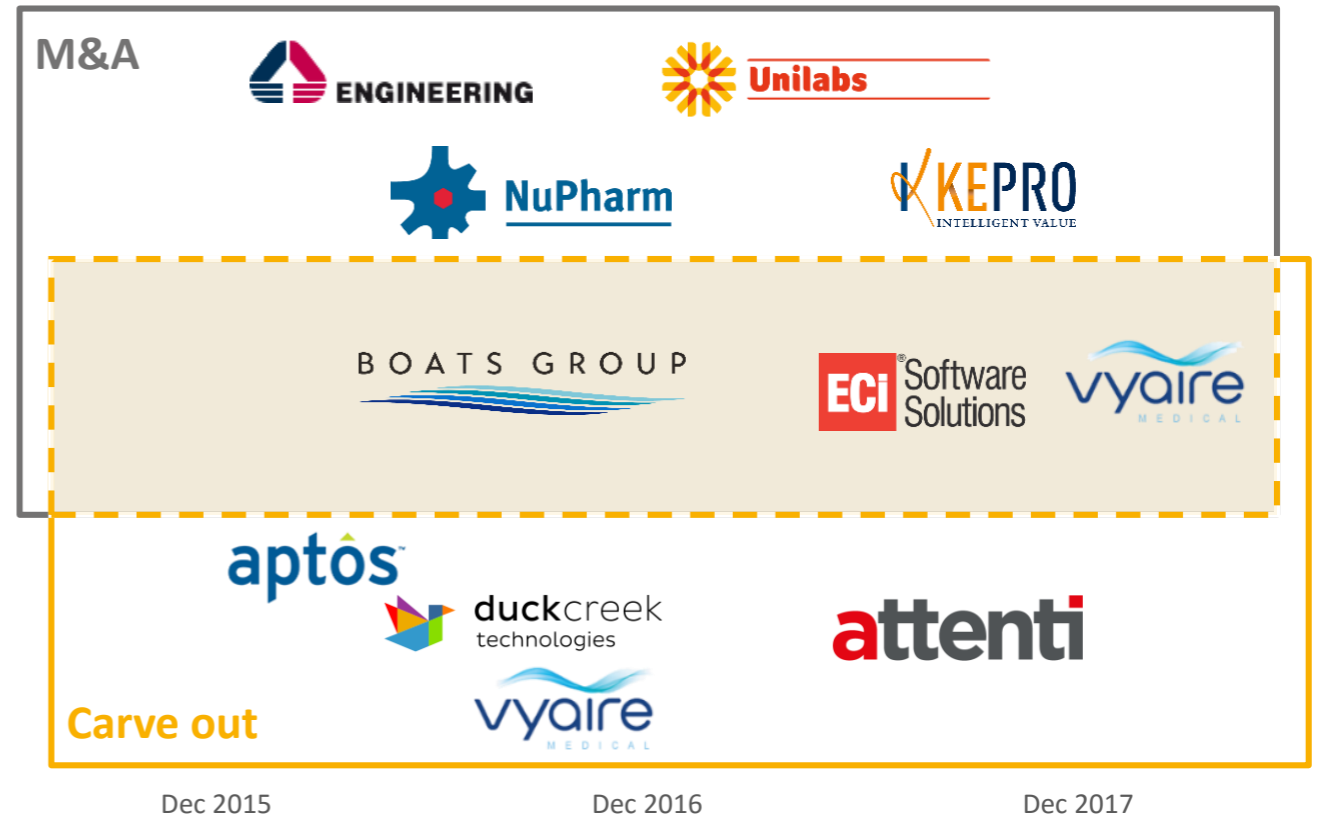 M&A
ENGINEERING
Unilabs
NuPharm
KEPRO
INTELLIGENT VALUE
BOATS GROUP
ECi ®Software
Solutions
vyaire
MEDICAL
aptôs™
duckcreek
technologies
attenti
vyaire
MEDICAL
Carve out
Dec 2015 Dec 2016 Dec 2017